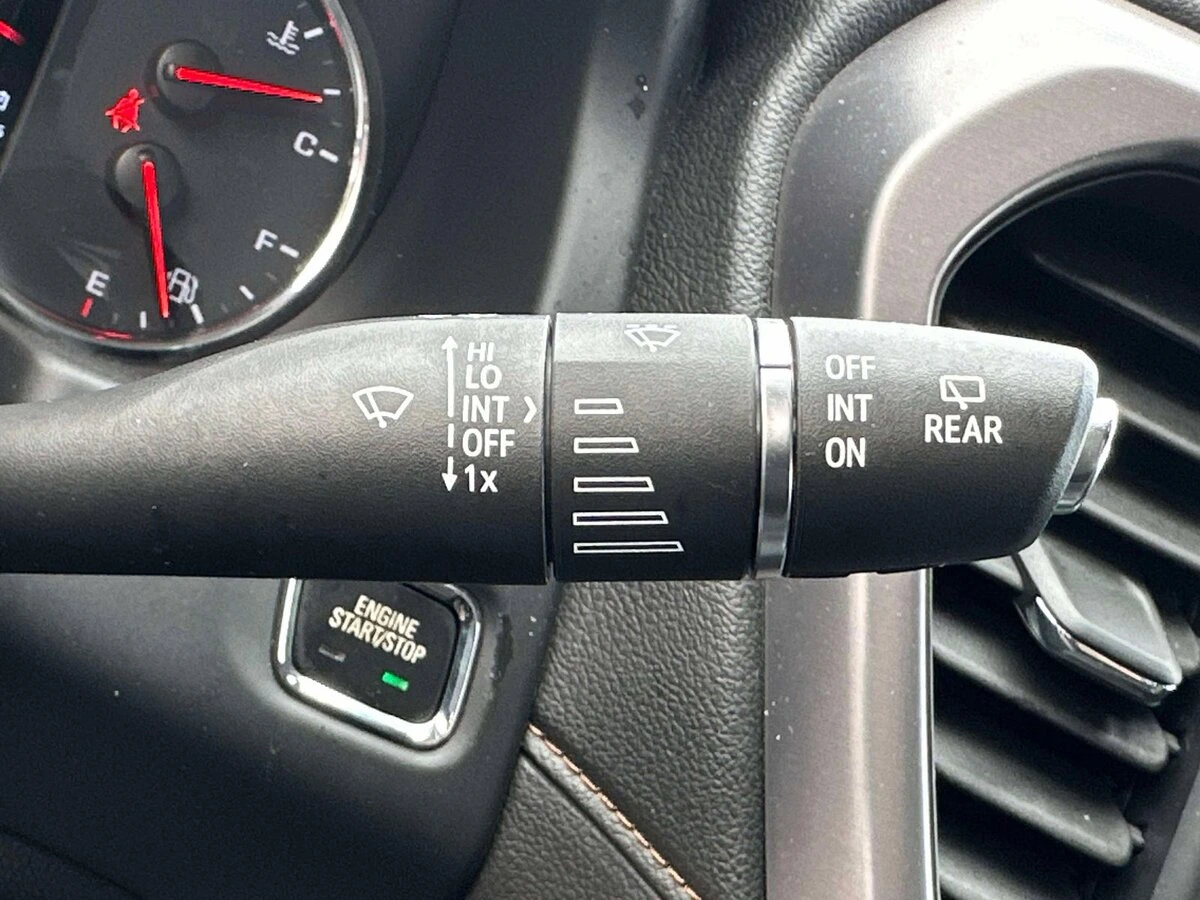 C
F
E
HI
LO
INT
OFF
1x
OFF
INT
ON
REAR
ENGINE
START/STOP